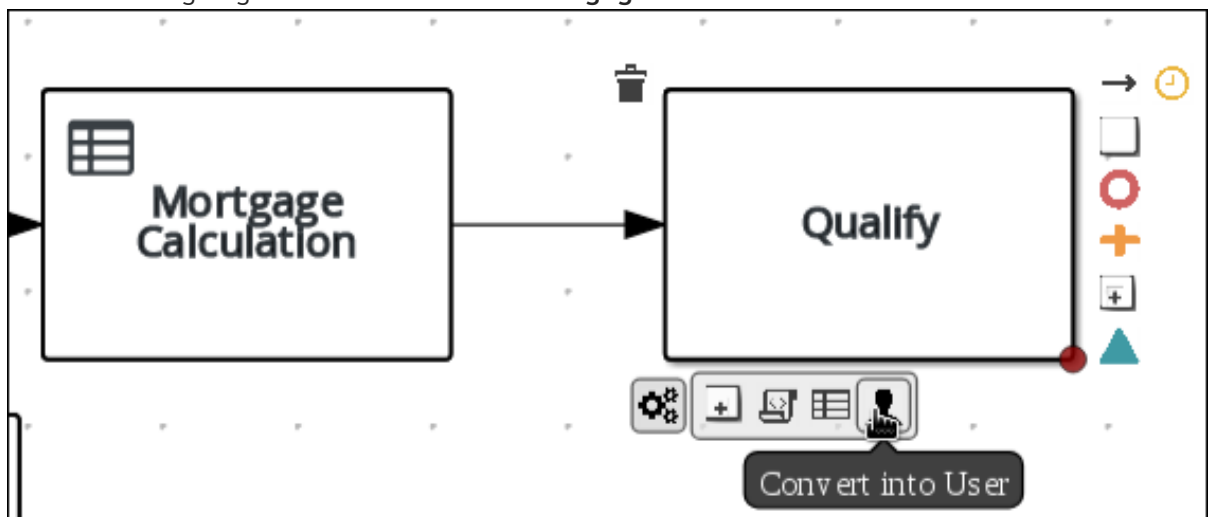 Mortgage
Calculation
Qualify
Convert into User